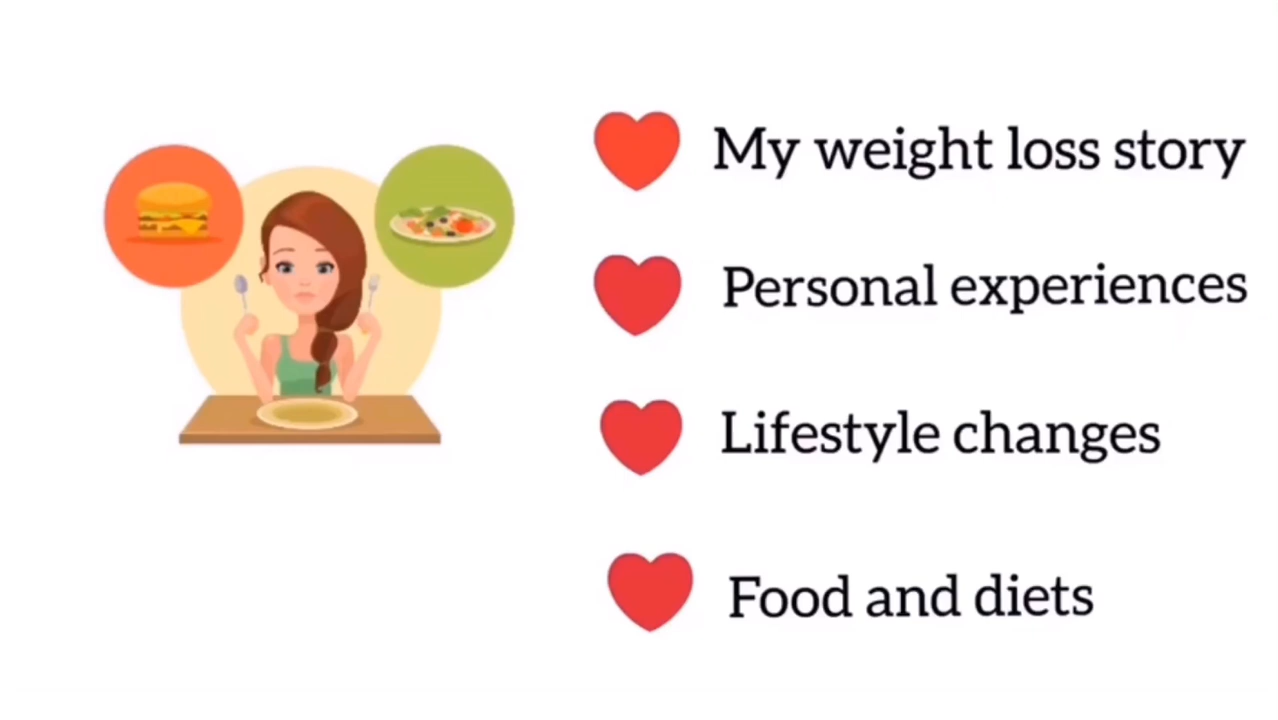 My weight loss story
Personal experiences
Lifestyle changes
Food and diets